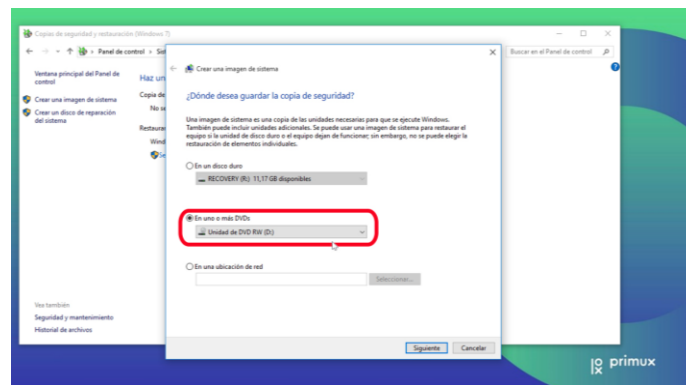 Copias de seguridad y restauración (Windows 7)
Panel de control › Sis
Buscar en el Panel de control
Ventana principal del Panel de
control
Crear una imagen de sistema
Crear un disco de reparación
del sistema
Vea también
Seguridad y mantenimiento
Historial de archivos
Haz un
Copia de
No se
Restaurar
Wind
Se
Crear una imagen de sistema
¿Dónde desea guardar la copia de seguridad?
Una imagen de sistema es una copia de las unidades necesarias para que se ejecute Windows.
También puede incluir unidades adicionales. Se puede usar una imagen de sistema para restaurar el
equipo si la unidad de disco duro o el equipo dejan de funcionar; sin embargo, no se puede elegir la
restauración de elementos individuales.
En un disco duro
RECOVERY (R:) 11,17 GB disponibles
En uno o más DVDs
Unidad de DVD RW (D:)
En una ubicación de red
Seleccionar...
Siguiente
Cancelar
primux